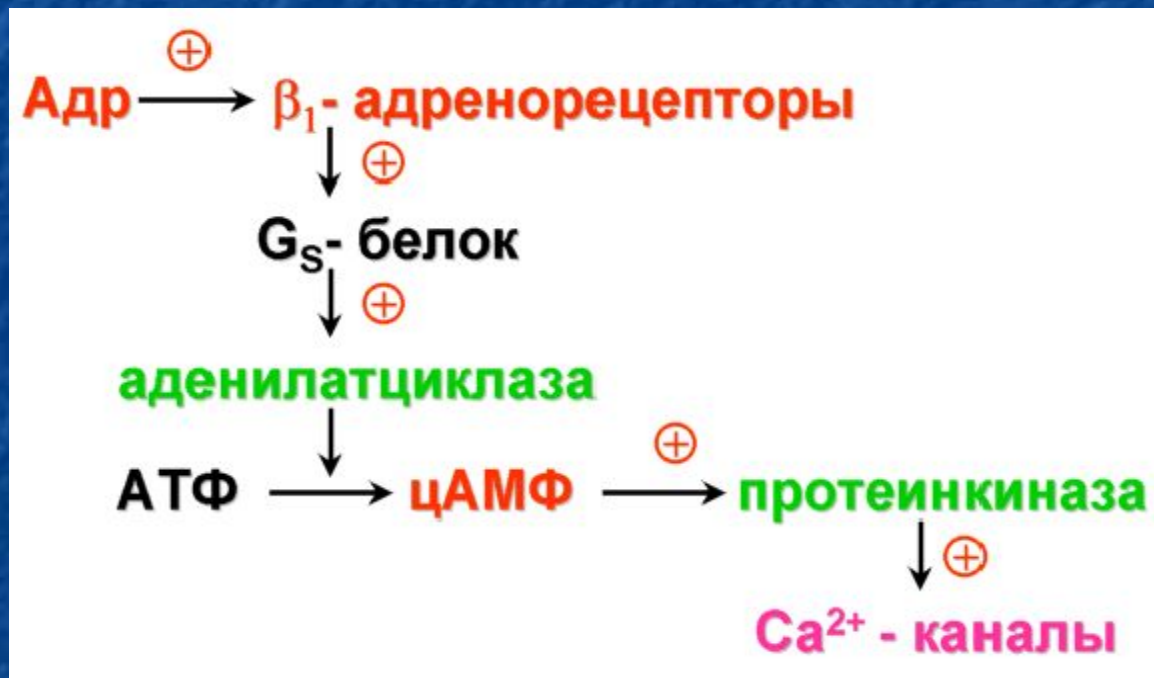 Адр ⊕ β₁- адренорецепторы
⊕
Gₛ- белок
⊕
аденилатциклаза
АТФ цАМФ ⊕ протеинкиназа
⊕
Ca²⁺ - каналы